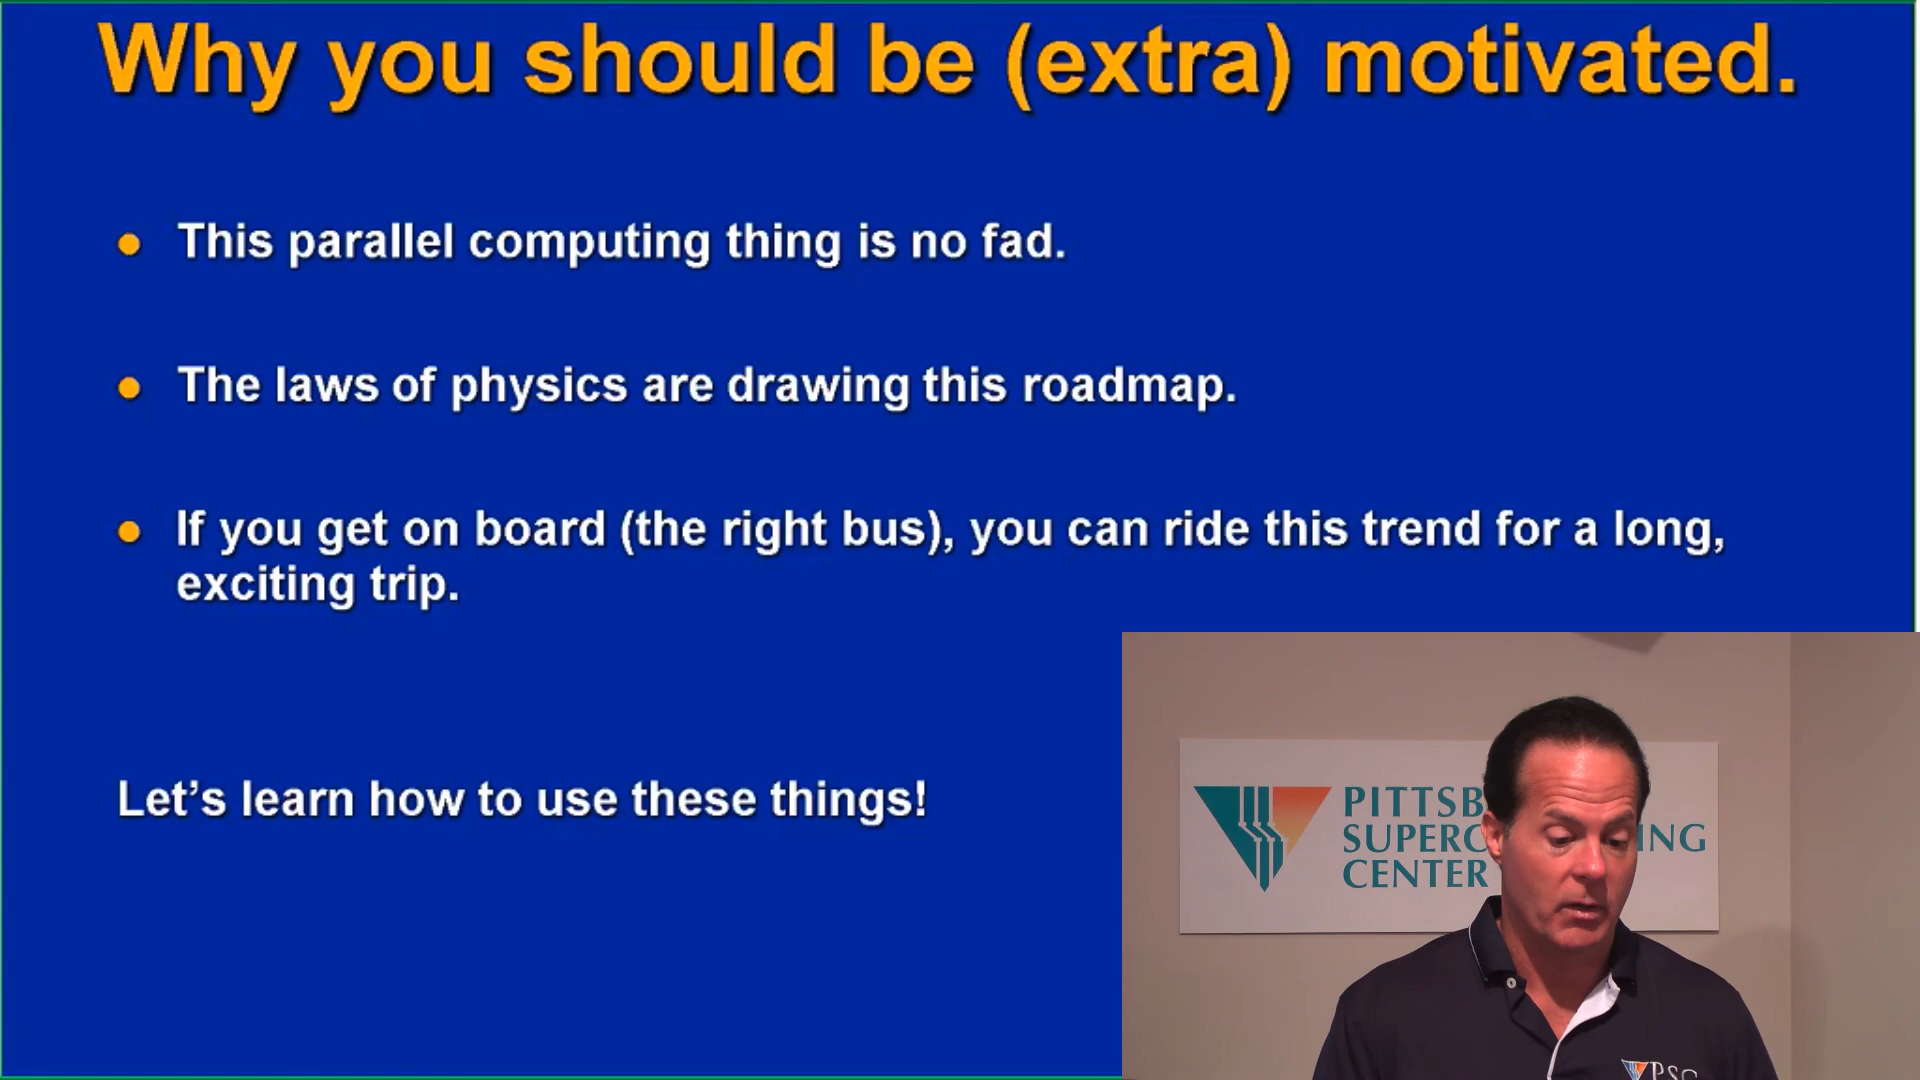 Why you should be (extra) motivated.
This parallel computing thing is no fad.
The laws of physics are drawing this roadmap.
If you get on board (the right bus), you can ride this trend for a long,
exciting trip.
Let’s learn how to use these things!
PITTSB
SUPERC ING
CENTER
PSC